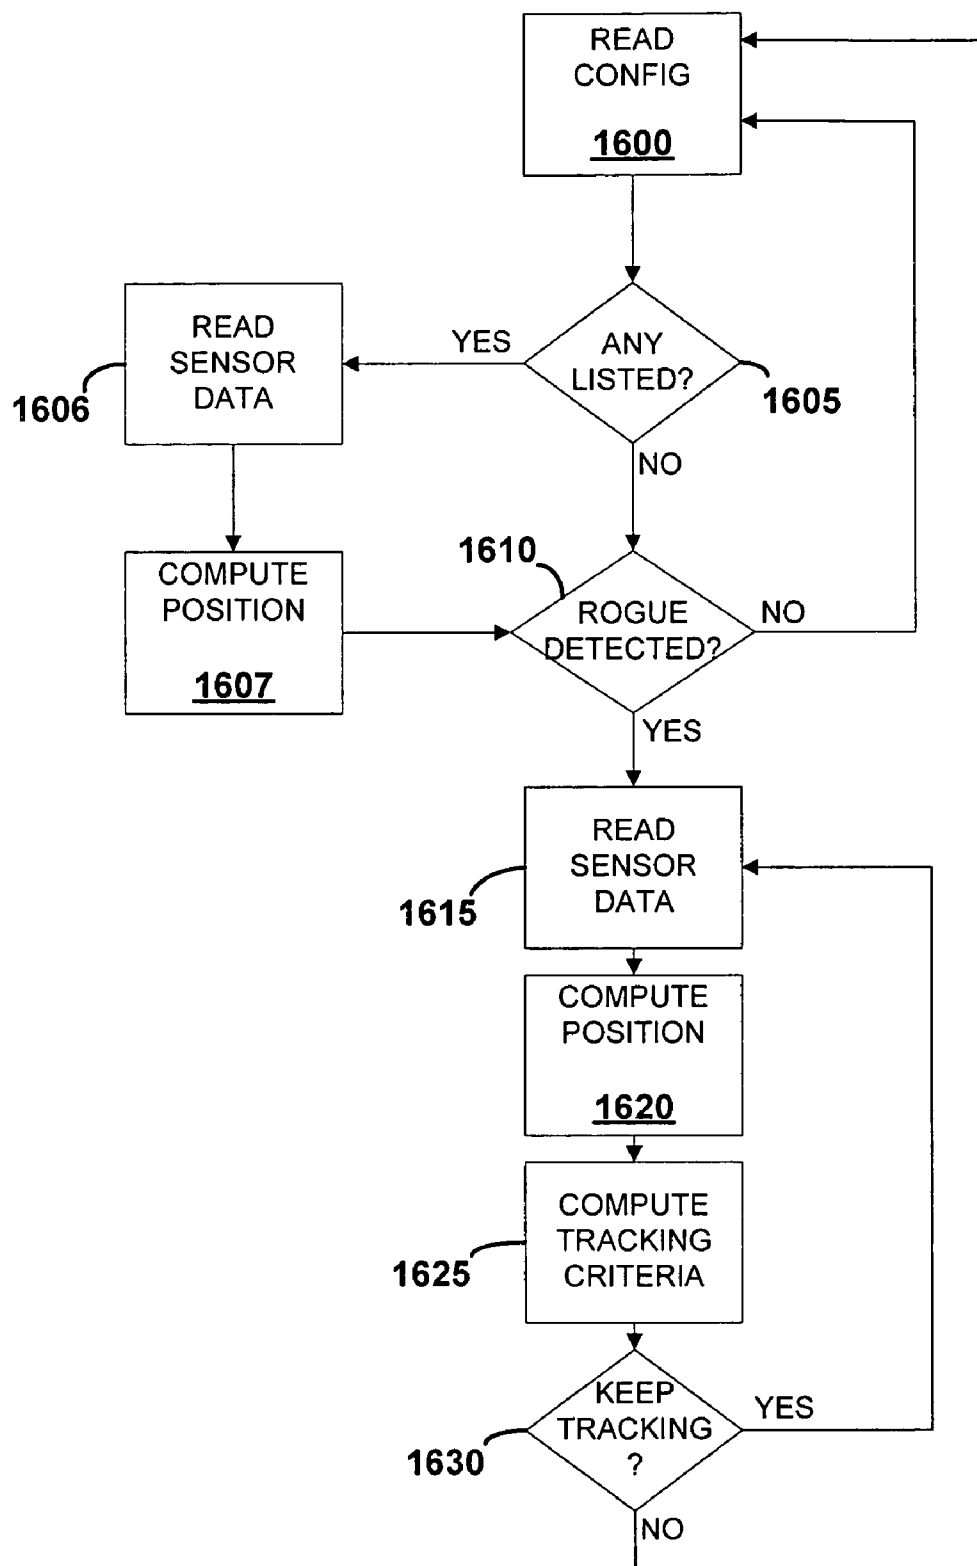 READ
CONFIG
1600
READ
SENSOR
DATA
1606
YES
ANY
LISTED?
1605
NO
COMPUTE
POSITION
1607
1610
ROGUE
DETECTED?
NO
YES
READ
SENSOR
DATA
1615
COMPUTE
POSITION
1620
COMPUTE
TRACKING
CRITERIA
1625
KEEP
TRACKING
?
YES
1630
NO